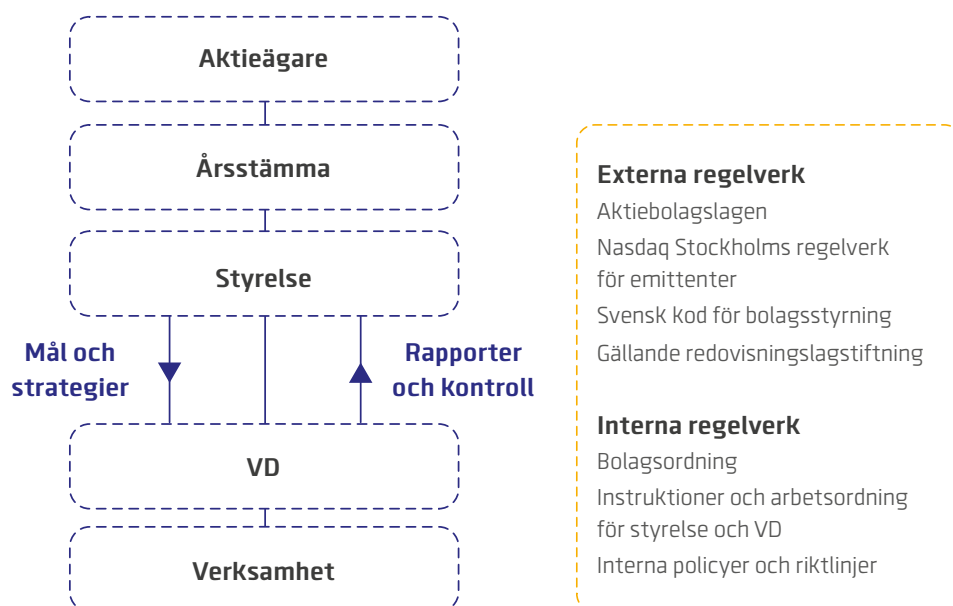 Aktieägare
Årsstämma
Styrelse
Mål och
strategier
Rapporter
och kontroll
VD
Verksamhet
Externa regelverk
Aktiebolagslagen
Nasdaq Stockholms regelverk
för emittenter
Svensk kod för bolagsstyrning
Gällande redovisningslagstiftning
Interna regelverk
Bolagsordning
Instruktioner och arbetsordning
för styrelse och VD
Interna policyer och riktlinjer